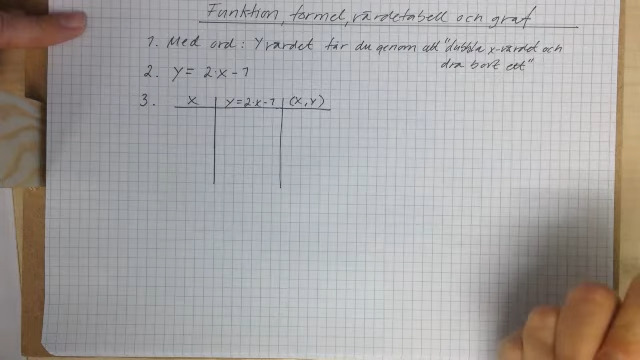 Funktion, formel, värdetabell och graf
1. Med ord: Y värdet får du genom att "dubbla x-värdet och
dra bort ett"
2. y = 2·x - 1
3. x y=2·x-1 (x, y)